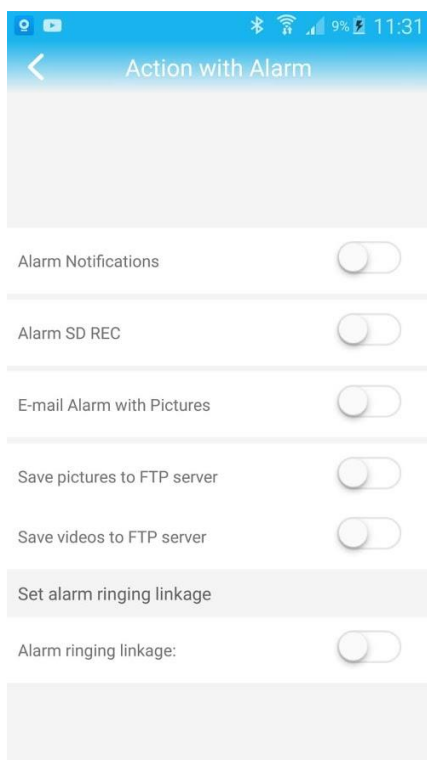 9% 11:31
Action with Alarm
Alarm Notifications
Alarm SD REC
E-mail Alarm with Pictures
Save pictures to FTP server
Save videos to FTP server
Set alarm ringing linkage
Alarm ringing linkage: